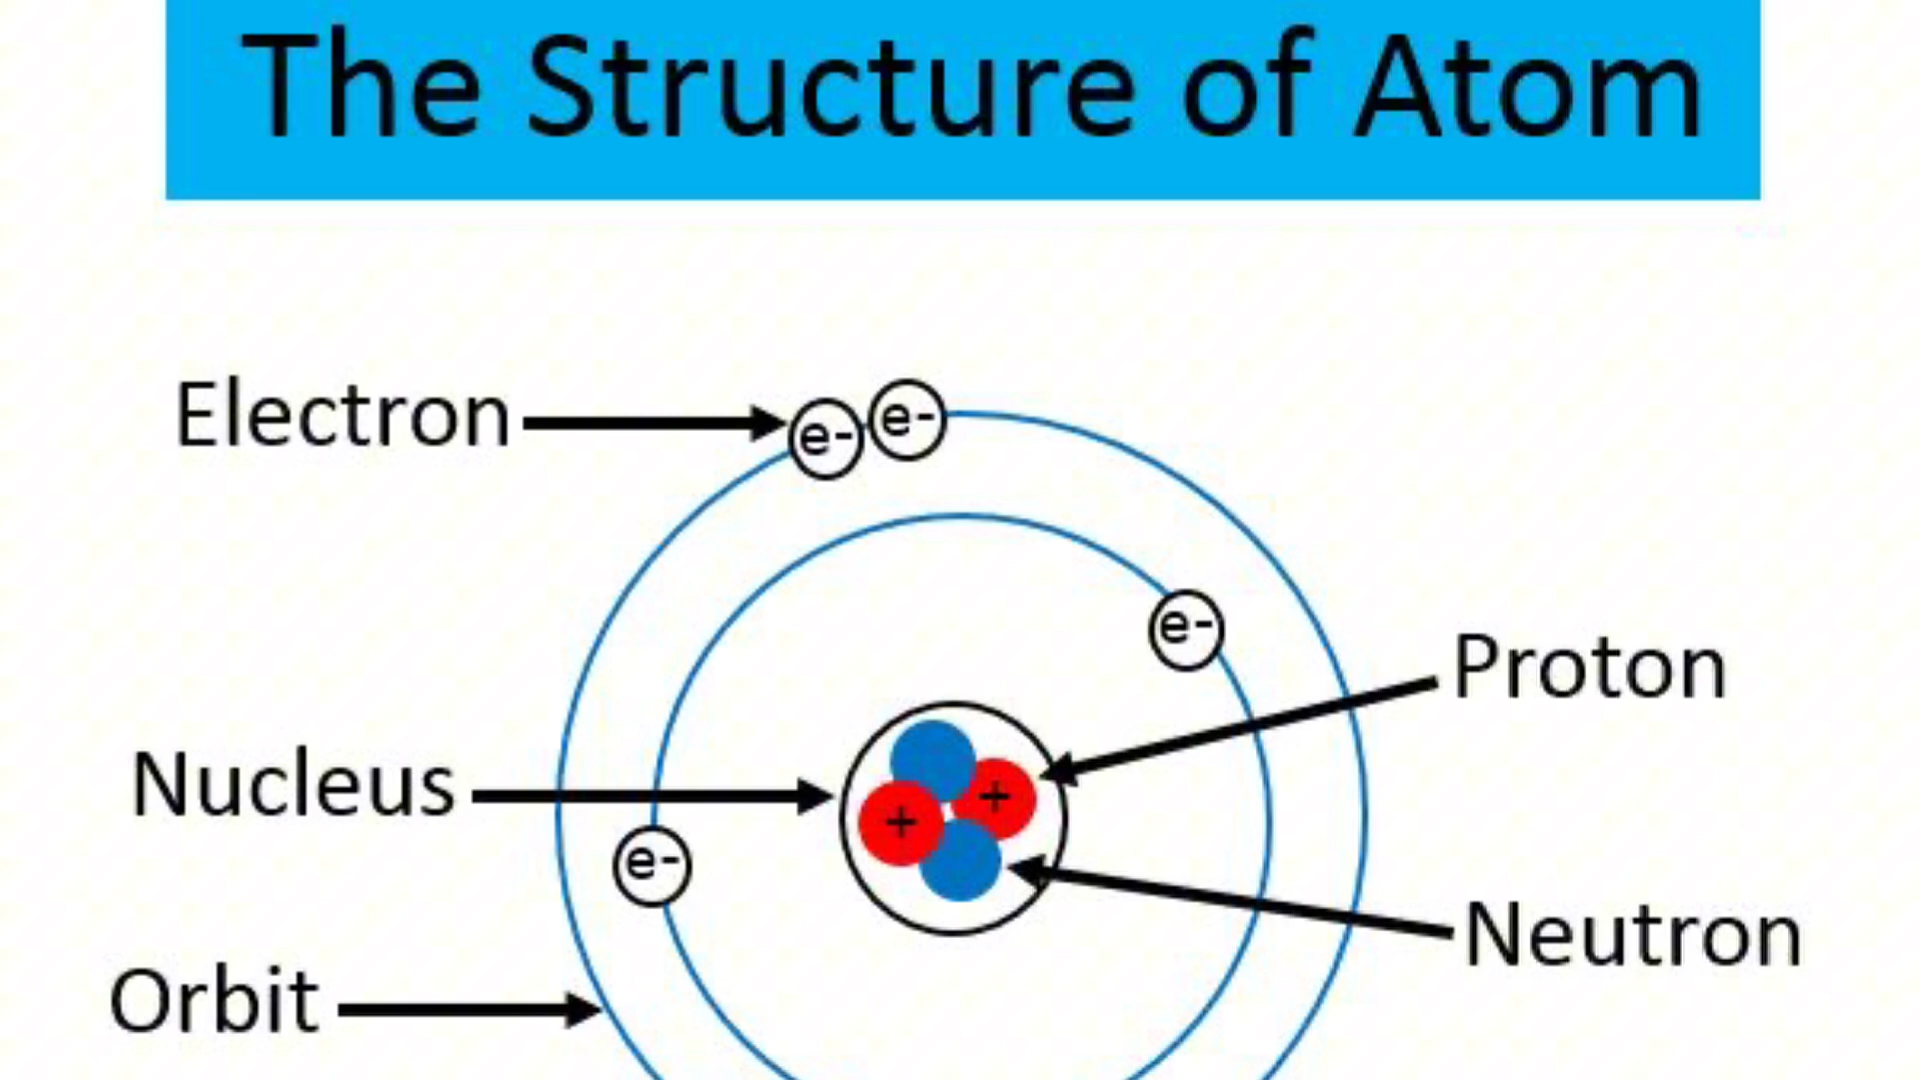 The Structure of Atom
Electron
e-
e-
e-
Proton
Nucleus
+
+
e-
Neutron
Orbit